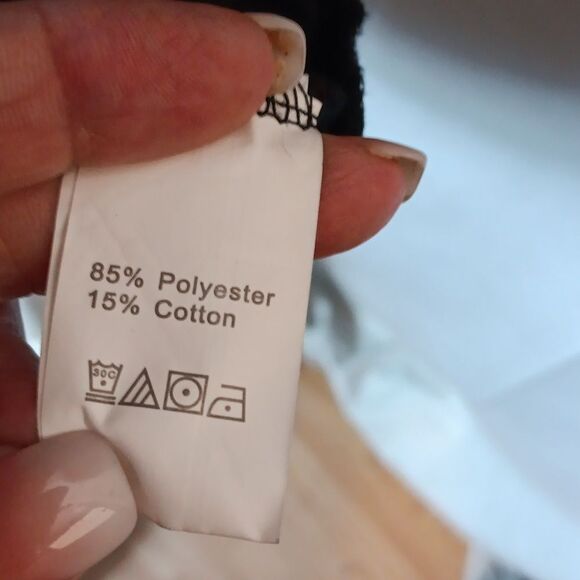 85% Polyester
15% Cotton
30C